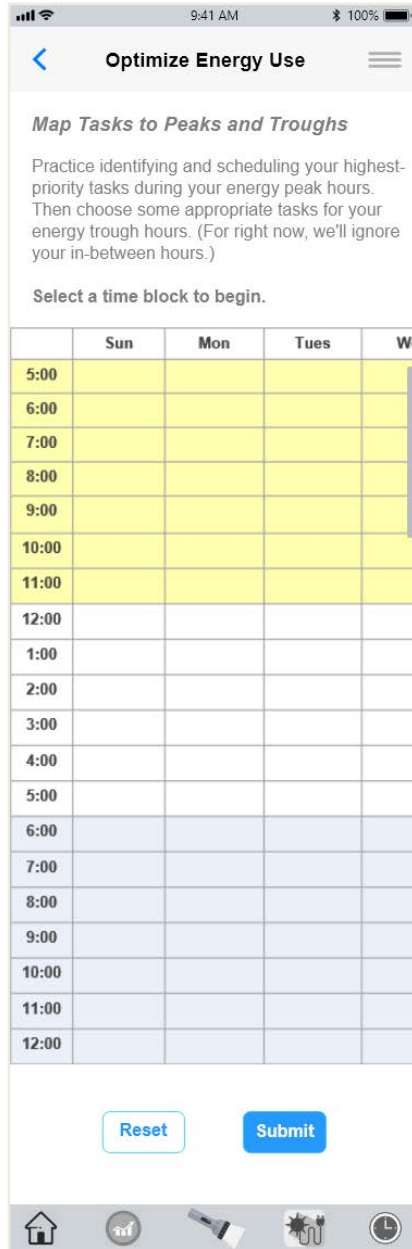 9:41 AM 100%
Optimize Energy Use
Map Tasks to Peaks and Troughs
Practice identifying and scheduling your highest-
priority tasks during your energy peak hours.
Then choose some appropriate tasks for your
energy trough hours. (For right now, we'll ignore
your in-between hours.)
Select a time block to begin.
Sun Mon Tues
5:00
6:00
7:00
8:00
9:00
10:00
11:00
12:00
1:00
2:00
3:00
4:00
5:00
6:00
7:00
8:00
9:00
10:00
11:00
12:00
Reset Submit